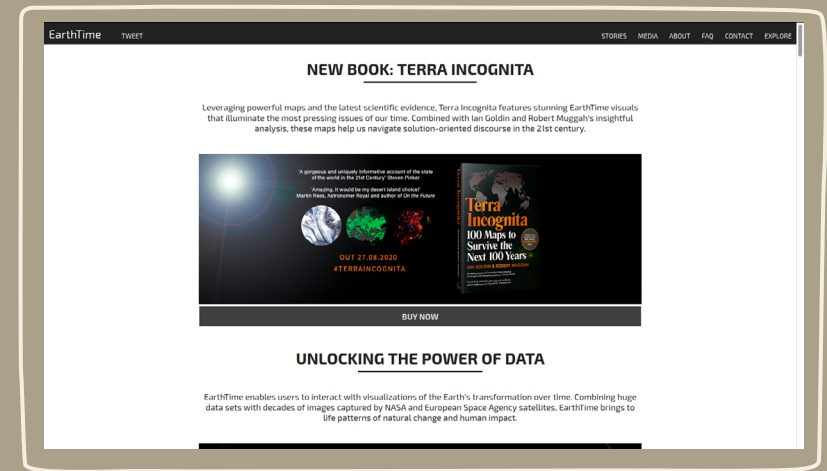 EarthTime TWEET STORIES MEDIA ABOUT FAQ CONTACT EXPLORE
NEW BOOK: TERRA INCOGNITA
Leveraging powerful maps and the latest scientific evidence, Terra Incognita features stunning EarthTime visuals
that illuminate the most pressing issues of our time. Combined with Ian Goldin and Robert Muggah's insightful
analysis, these maps help us navigate solution-oriented discourse in the 21st century.
'A gorgeous and uniquely informative account of the state
of the world in the 21st Century' Steven Pinker
'Amazing. It would be my desert island choice!'
Martin Rees, Astronomer Royal and author of On the Future
OUT 27.08.2020
#TERRAINCOGNITA
Terra
Incognita
100 Maps to
Survive the
Next 100 Years
IAN GOLDIN & ROBERT MUGGAH
BUY NOW
UNLOCKING THE POWER OF DATA
EarthTime enables users to interact with visualizations of the Earth's transformation over time. Combining huge
data sets with decades of images captured by NASA and European Space Agency satellites, EarthTime brings to
life patterns of natural change and human impact.